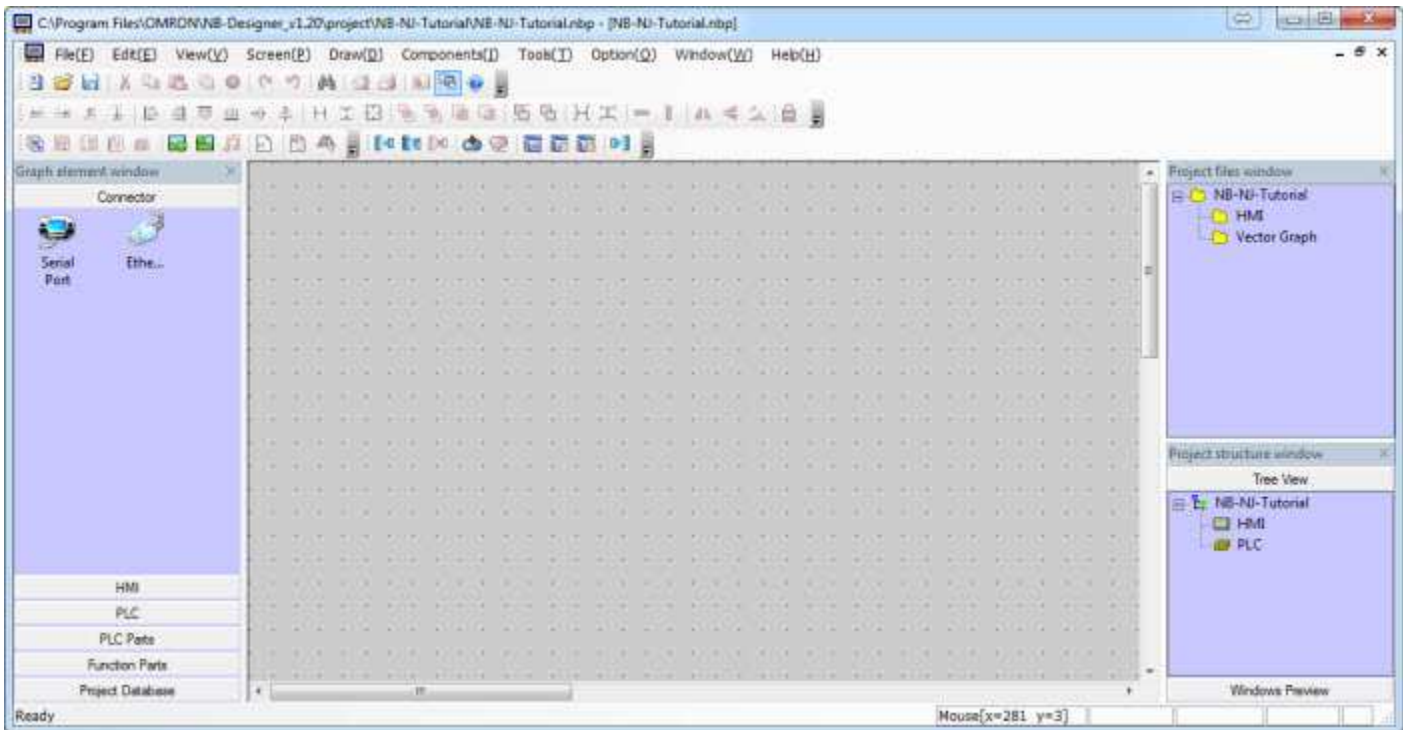 C:\Program Files\OMRON\NB-Designer_v1.20\project\NB-NJ-Tutorial\NB-NJ-Tutorial.nbp - [NB-NJ-Tutorial.nbp]
File(F) Edit(E) View(V) Screen(P) Draw(D) Components(J) Tools(T) Option(O) Window(W) Help(H)
Graph element window
Connector
Serial Port
Ethe...
HMI
PLC
PLC Parts
Function Parts
Project Database
Project files window
NB-NJ-Tutorial
HMI
Vector Graph
Project structure window
Tree View
NB-NJ-Tutorial
HMI
PLC
Windows Preview
Ready
Mouse[x=281 y=3]